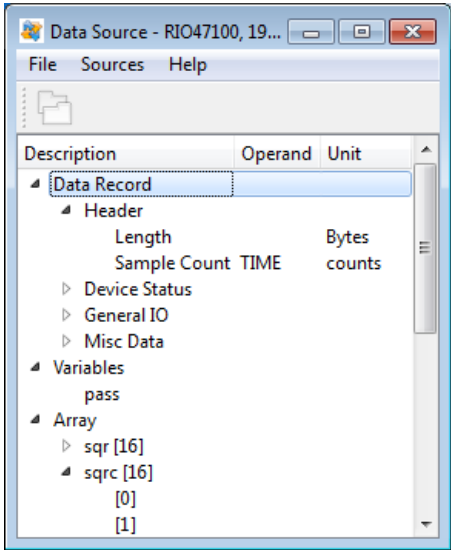 Data Source - RIO47100, 19...
File Sources Help
Description Operand Unit
Data Record
Header
Length Bytes
Sample Count TIME counts
Device Status
General IO
Misc Data
Variables
pass
Array
sqr [16]
sqrc [16]
[0]
[1]